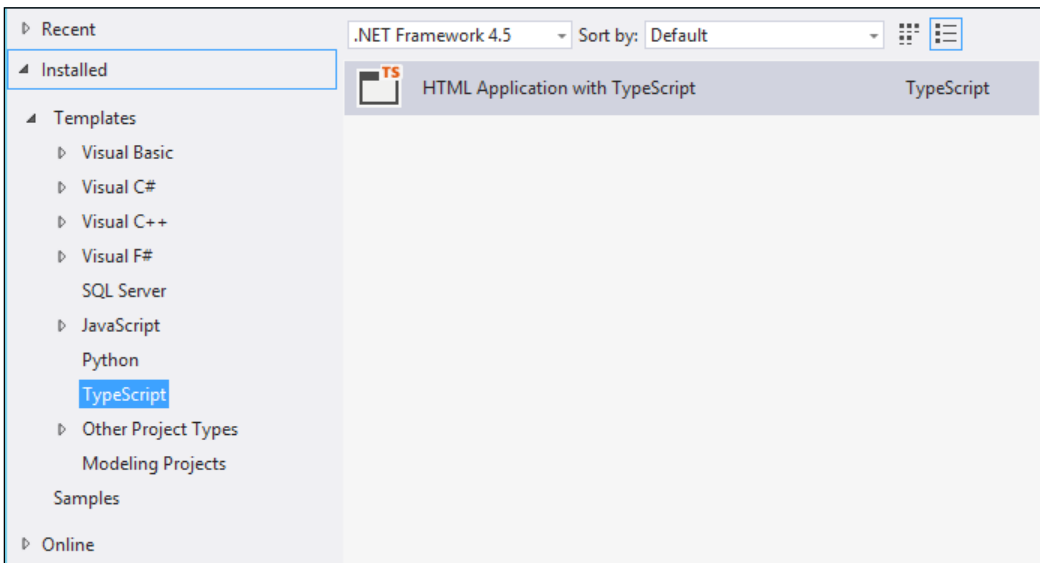 Recent
Installed
Templates
Visual Basic
Visual C#
Visual C++
Visual F#
SQL Server
JavaScript
Python
TypeScript
Other Project Types
Modeling Projects
Samples
Online
.NET Framework 4.5 Sort by: Default
TS
HTML Application with TypeScript TypeScript